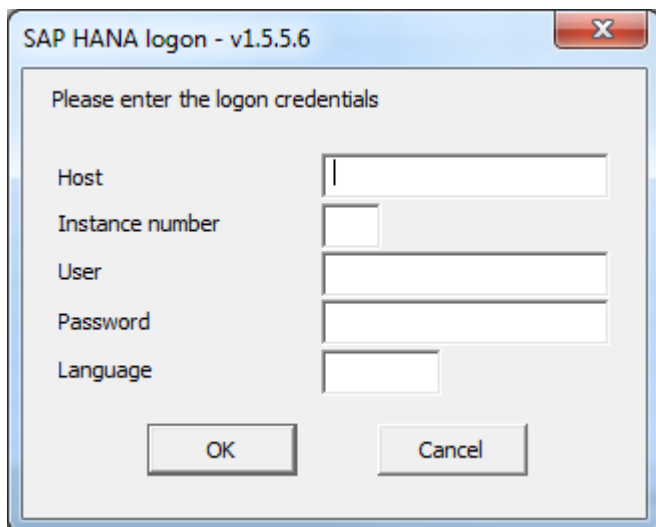 SAP HANA logon - v1.5.5.6
Please enter the logon credentials
Host
Instance number
User
Password
Language
OK Cancel